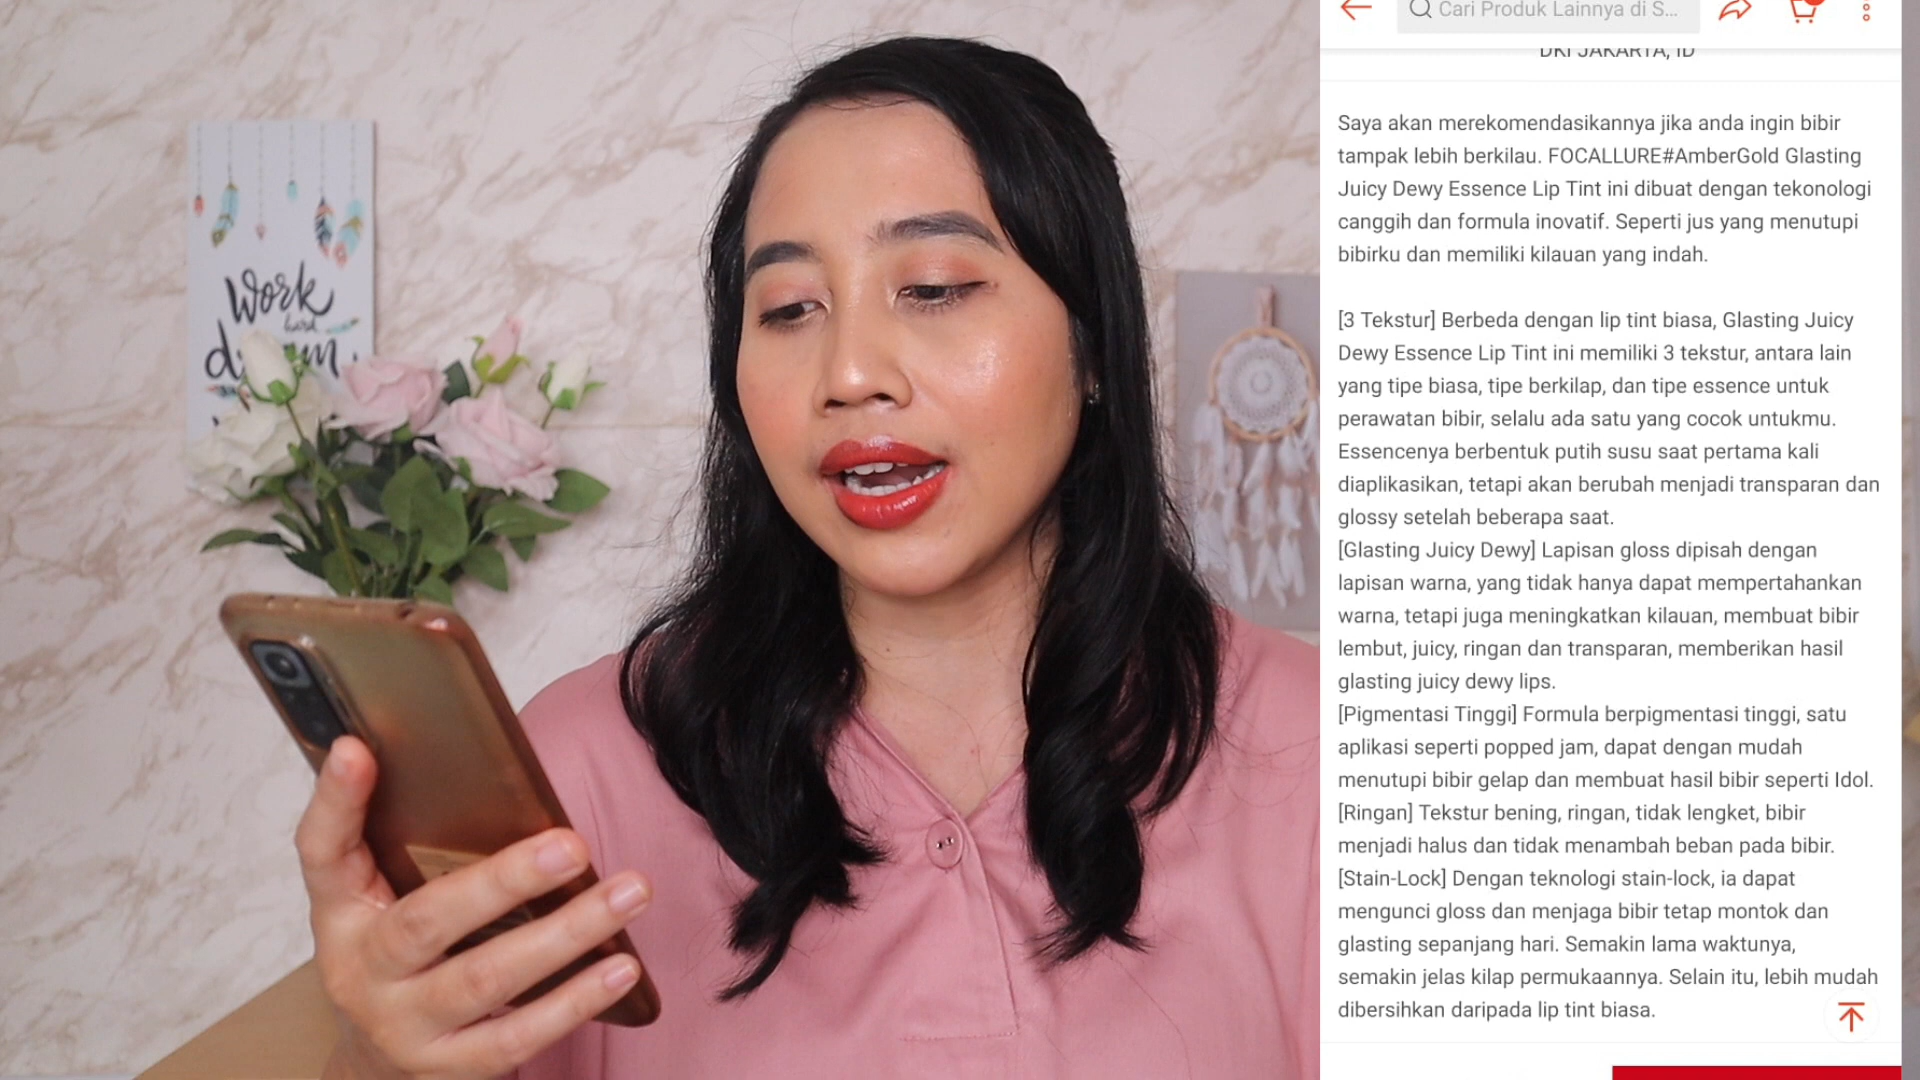 Work
hard
dream
Cari Produk Lainnya di S...
DKI JAKARTA, ID
Saya akan merekomendasikannya jika anda ingin bibir
tampak lebih berkilau. FOCALLURE#AmberGold Glasting
Juicy Dewy Essence Lip Tint ini dibuat dengan tekonologi
canggih dan formula inovatif. Seperti jus yang menutupi
bibirku dan memiliki kilauan yang indah.
[3 Tekstur] Berbeda dengan lip tint biasa, Glasting Juicy
Dewy Essence Lip Tint ini memiliki 3 tekstur, antara lain
yang tipe biasa, tipe berkilap, dan tipe essence untuk
perawatan bibir, selalu ada satu yang cocok untukmu.
Essencenya berbentuk putih susu saat pertama kali
diaplikasikan, tetapi akan berubah menjadi transparan dan
glossy setelah beberapa saat.
[Glasting Juicy Dewy] Lapisan gloss dipisah dengan
lapisan warna, yang tidak hanya dapat mempertahankan
warna, tetapi juga meningkatkan kilauan, membuat bibir
lembut, juicy, ringan dan transparan, memberikan hasil
glasting juicy dewy lips.
[Pigmentasi Tinggi] Formula berpigmentasi tinggi, satu
aplikasi seperti popped jam, dapat dengan mudah
menutupi bibir gelap dan membuat hasil bibir seperti Idol.
[Ringan] Tekstur bening, ringan, tidak lengket, bibir
menjadi halus dan tidak menambah beban pada bibir.
[Stain-Lock] Dengan teknologi stain-lock, ia dapat
mengunci gloss dan menjaga bibir tetap montok dan
glasting sepanjang hari. Semakin lama waktunya,
semakin jelas kilap permukaannya. Selain itu, lebih mudah
dibersihkan daripada lip tint biasa.